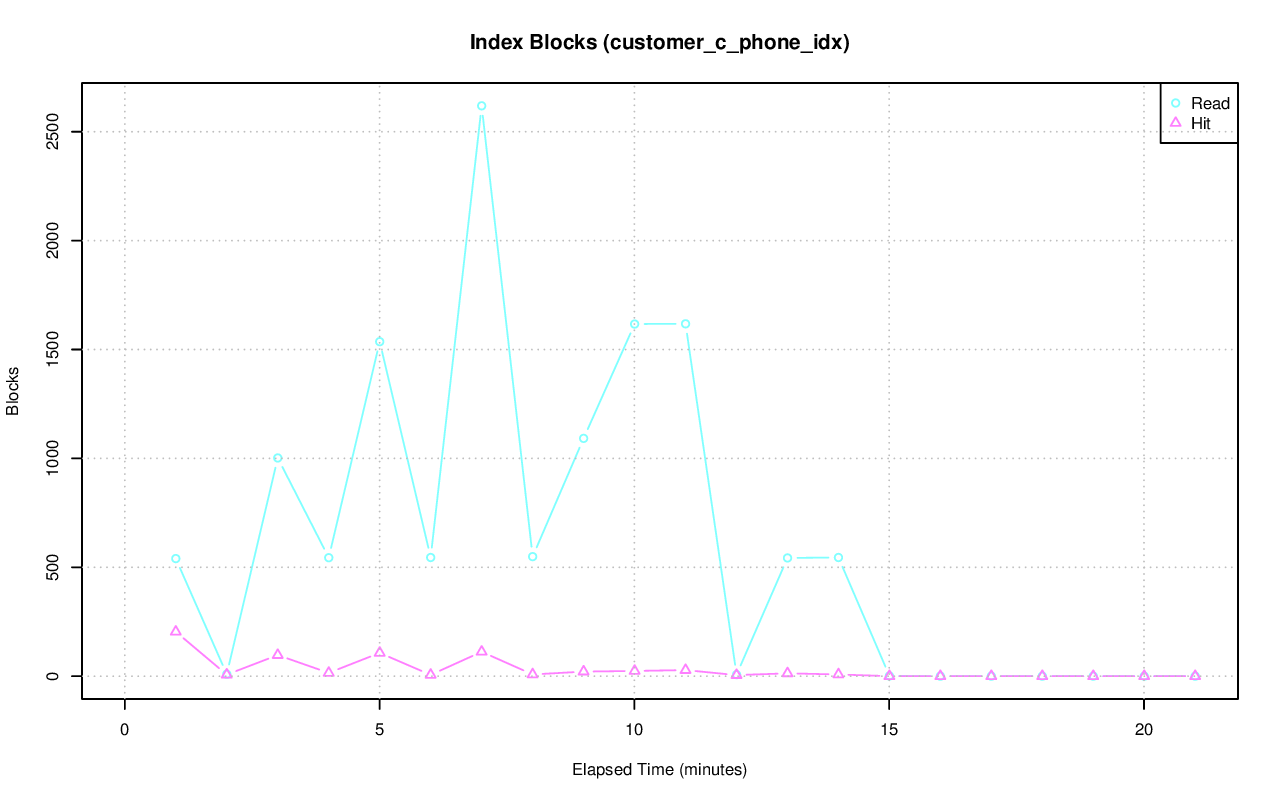 Index Blocks (customer_c_phone_idx)
Read
Hit
Blocks
2500
2000
1500
1000
500
0
0 5 10 15 20
Elapsed Time (minutes)